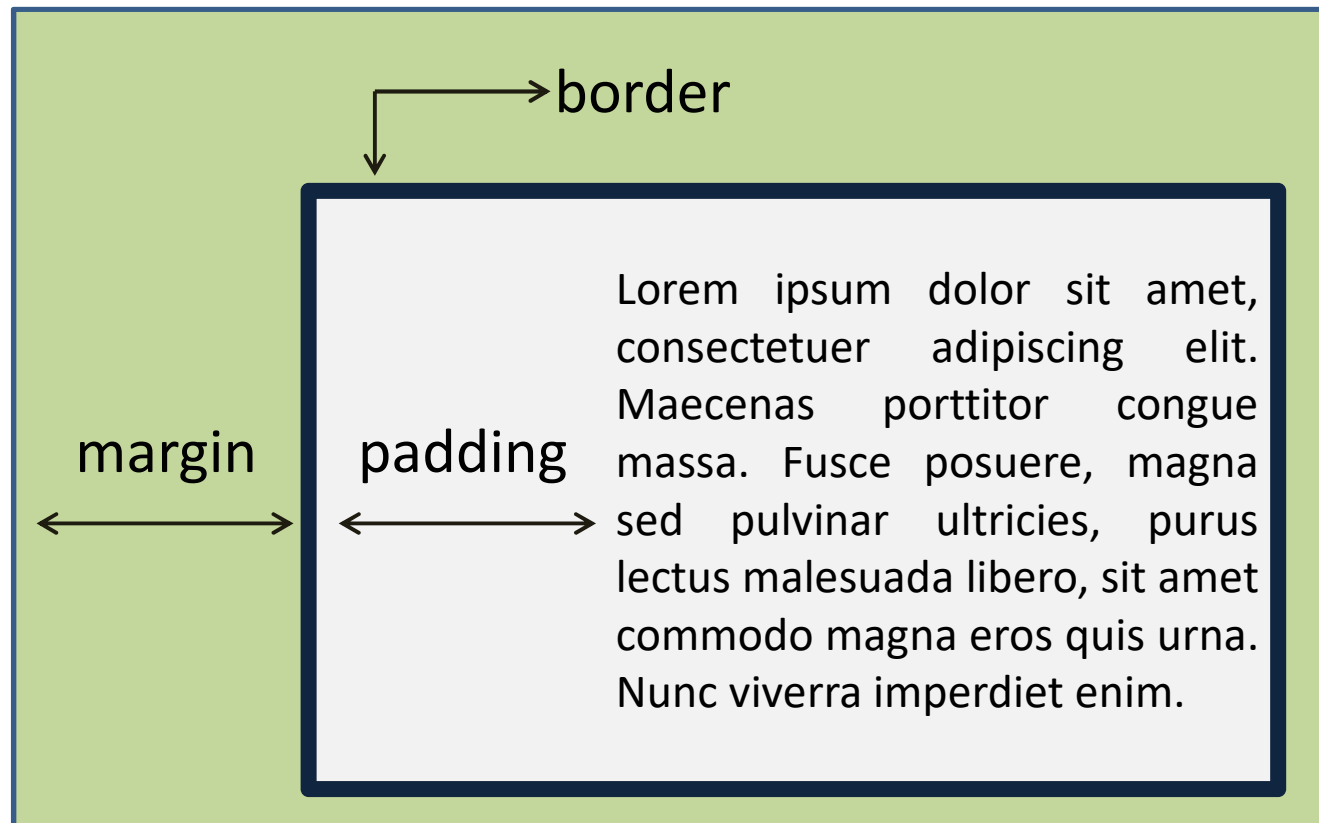 border
margin
padding
Lorem ipsum dolor sit amet,
consectetuer adipiscing elit.
Maecenas porttitor congue
massa. Fusce posuere, magna
sed pulvinar ultricies, purus
lectus malesuada libero, sit amet
commodo magna eros quis urna.
Nunc viverra imperdiet enim.